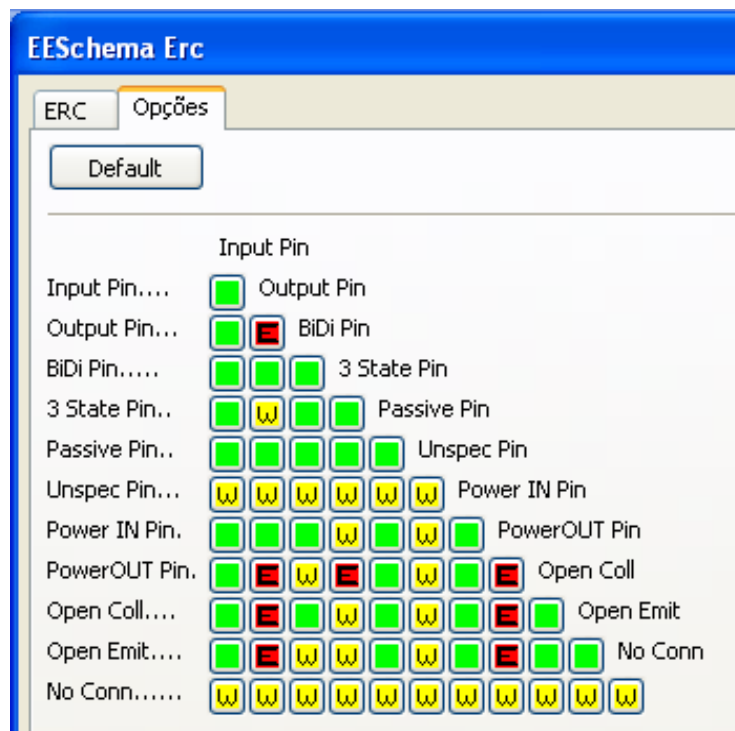 EESchema Erc
ERC Opções
Default
Input Pin
Input Pin.... Output Pin
Output Pin... E BiDi Pin
BiDi Pin..... 3 State Pin
3 State Pin.. W Passive Pin
Passive Pin.. Unspec Pin
Unspec Pin... W W W W W W Power IN Pin
Power IN Pin. W W PowerOUT Pin
PowerOUT Pin. E W E W E Open Coll
Open Coll.... E W W E Open Emit
Open Emit.... E W W W E No Conn
No Conn...... W W W W W W W W W W W